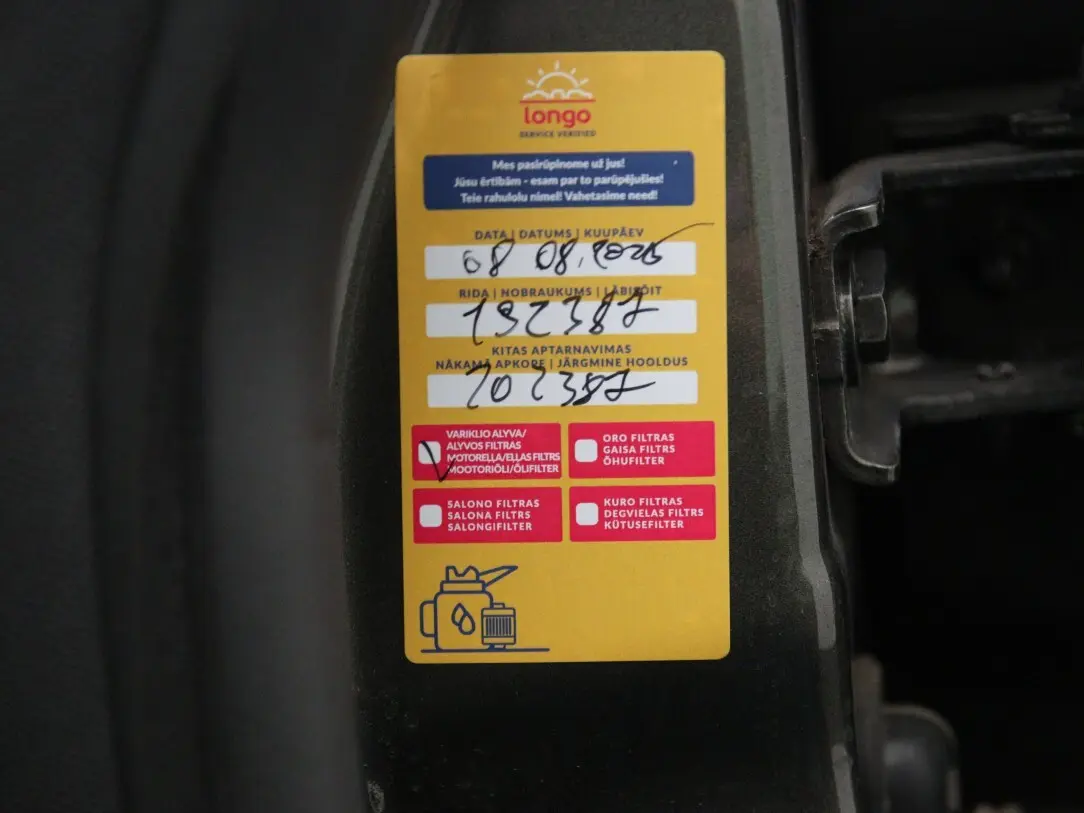 longo
SERVICE VERIFIED
Mes pasirūpinome už jus!
Jūsu ērtībām - esam par to parūpējušies!
Teie rahulolu nimel! Vahetasime need!
DATA | DATUMS | KUUPÄEV
08 08.2025
RIDA | NOBRAUKUMS | LÄBISÕIT
192387
KITAS APTARNAVIMAS
NĀKAMĀ APKOPE | JÄRGMINE HOOLDUS
202387
VARIKLIO ALYVA/
ALYVOS FILTRAS
MOTOREĻĻA/EĻĻAS FILTRS
MOOTORIÕLI/ÕLIFILTER
ORO FILTRAS
GAISA FILTRS
ÕHUFILTER
SALONO FILTRAS
SALONA FILTRS
SALONGIFILTER
KURO FILTRAS
DEGVIELAS FILTRS
KÜTUSEFILTER